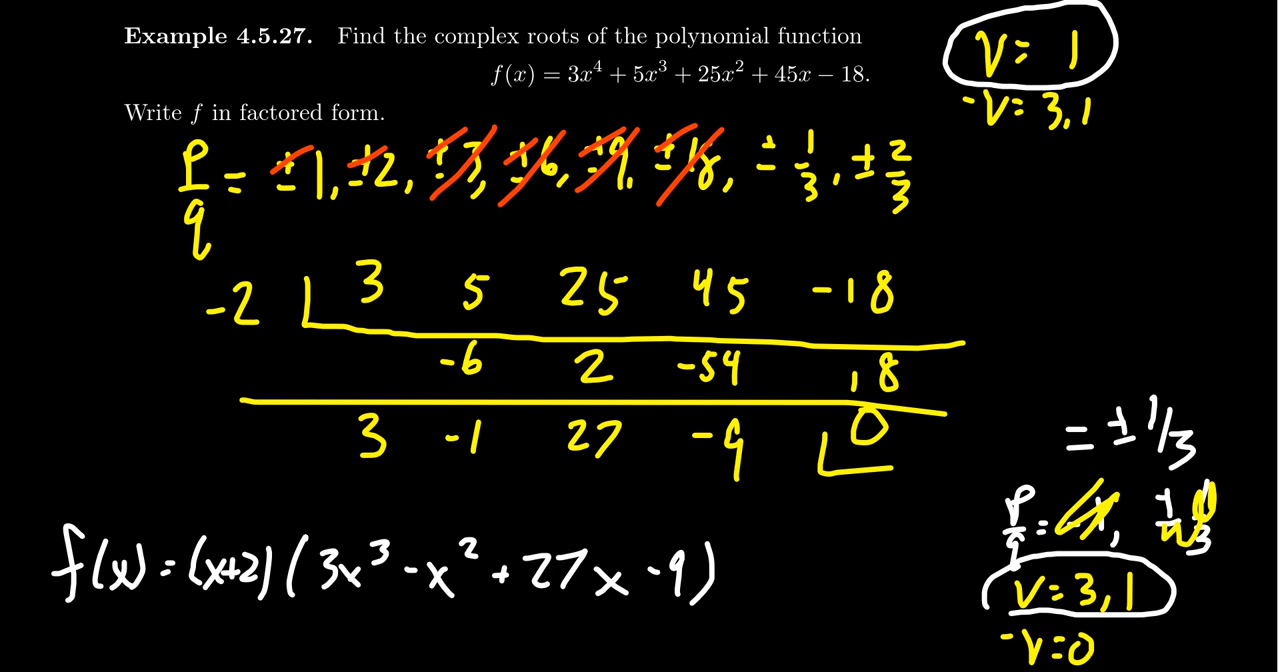 Example 4.5.27. Find the complex roots of the polynomial function
f(x) = 3x⁴ + 5x³ + 25x² + 45x − 18.
Write f in factored form.
V = 1
-V = 3, 1
p/q = ±1, ±2, ±3, ±6, ±9, ±18, ±1/3, ±2/3
-2 | 3 5 25 45 -18
-6 2 -54 18
3 -1 27 -9 0
= ±1/3
p/q =
V = 3, 1
-V = 0
f(x) = (x+2)(3x³ - x² + 27x - 9)